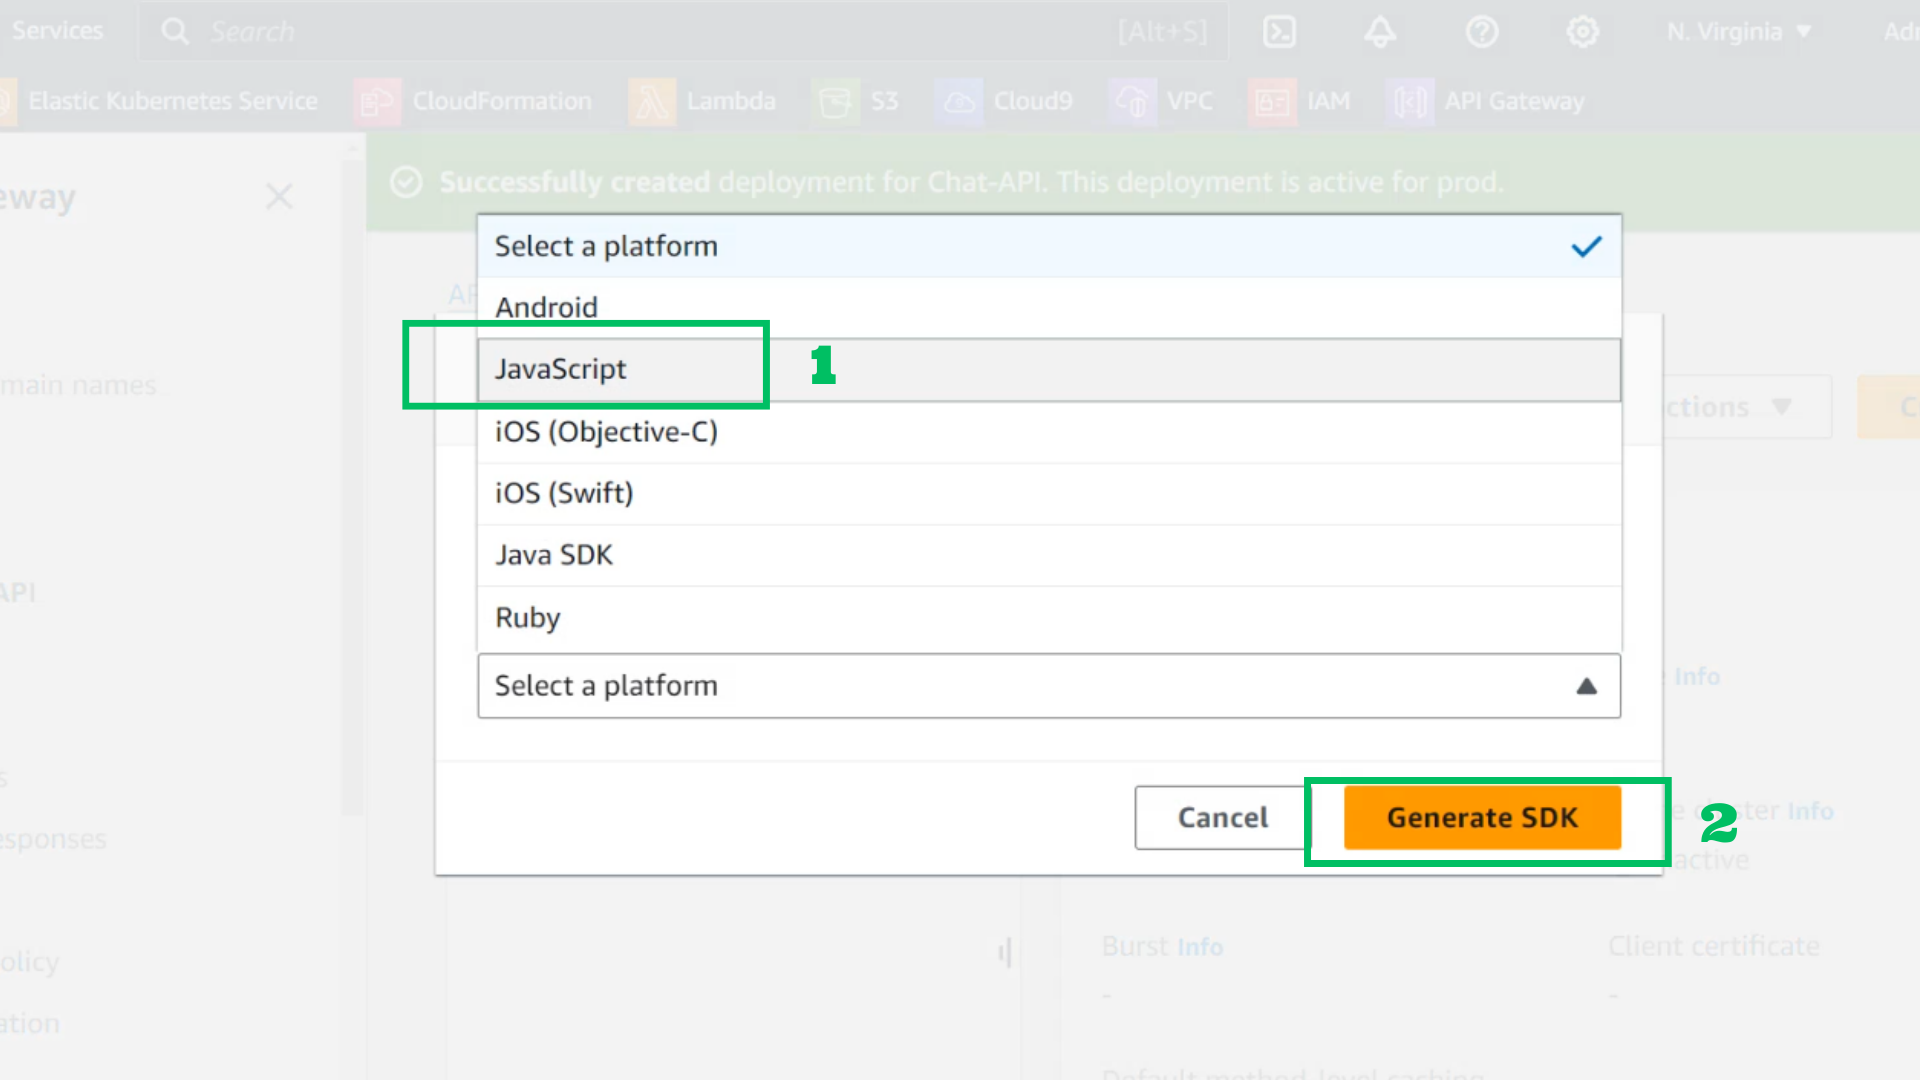 Services
Search
[Alt+S]
N. Virginia
Elastic Kubernetes Service
CloudFormation
Lambda
S3
Cloud9
VPC
IAM
API Gateway
eway
Successfully created deployment for Chat-API. This deployment is active for prod.
Select a platform
Android
JavaScript
1
iOS (Objective-C)
iOS (Swift)
Java SDK
Ruby
Select a platform
Cancel
Generate SDK
2
main names
ctions
API
Info
Info
active
esponses
Burst Info
Client certificate
-
-
olicy
ation
Default method-level caching